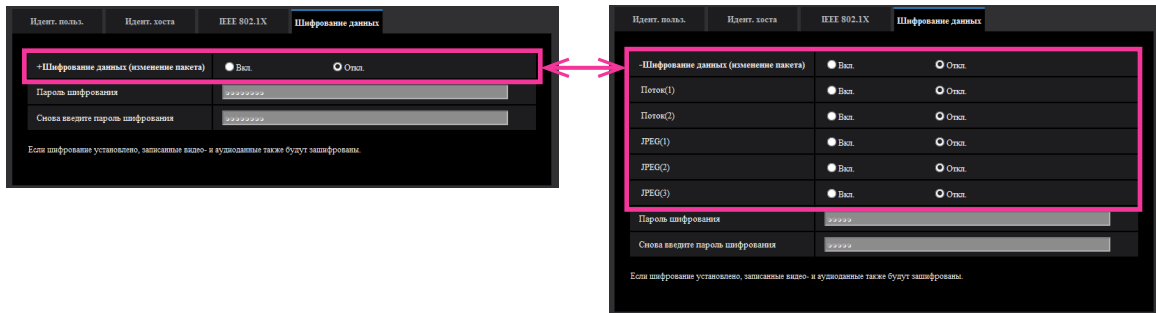 Идент. польз. Идент. хоста IEEE 802.1X Шифрование данных
+Шифрование данных (изменение пакета) Вкл. Откл.
Пароль шифрования
Снова введите пароль шифрования
Если шифрование установлено, записанные видео- и аудиоданные также будут зашифрованы.
Идент. польз. Идент. хоста IEEE 802.1X Шифрование данных
-Шифрование данных (изменение пакета) Вкл. Откл.
Поток(1) Вкл. Откл.
Поток(2) Вкл. Откл.
JPEG(1) Вкл. Откл.
JPEG(2) Вкл. Откл.
JPEG(3) Вкл. Откл.
Пароль шифрования
Снова введите пароль шифрования
Если шифрование установлено, записанные видео- и аудиоданные также будут зашифрованы.